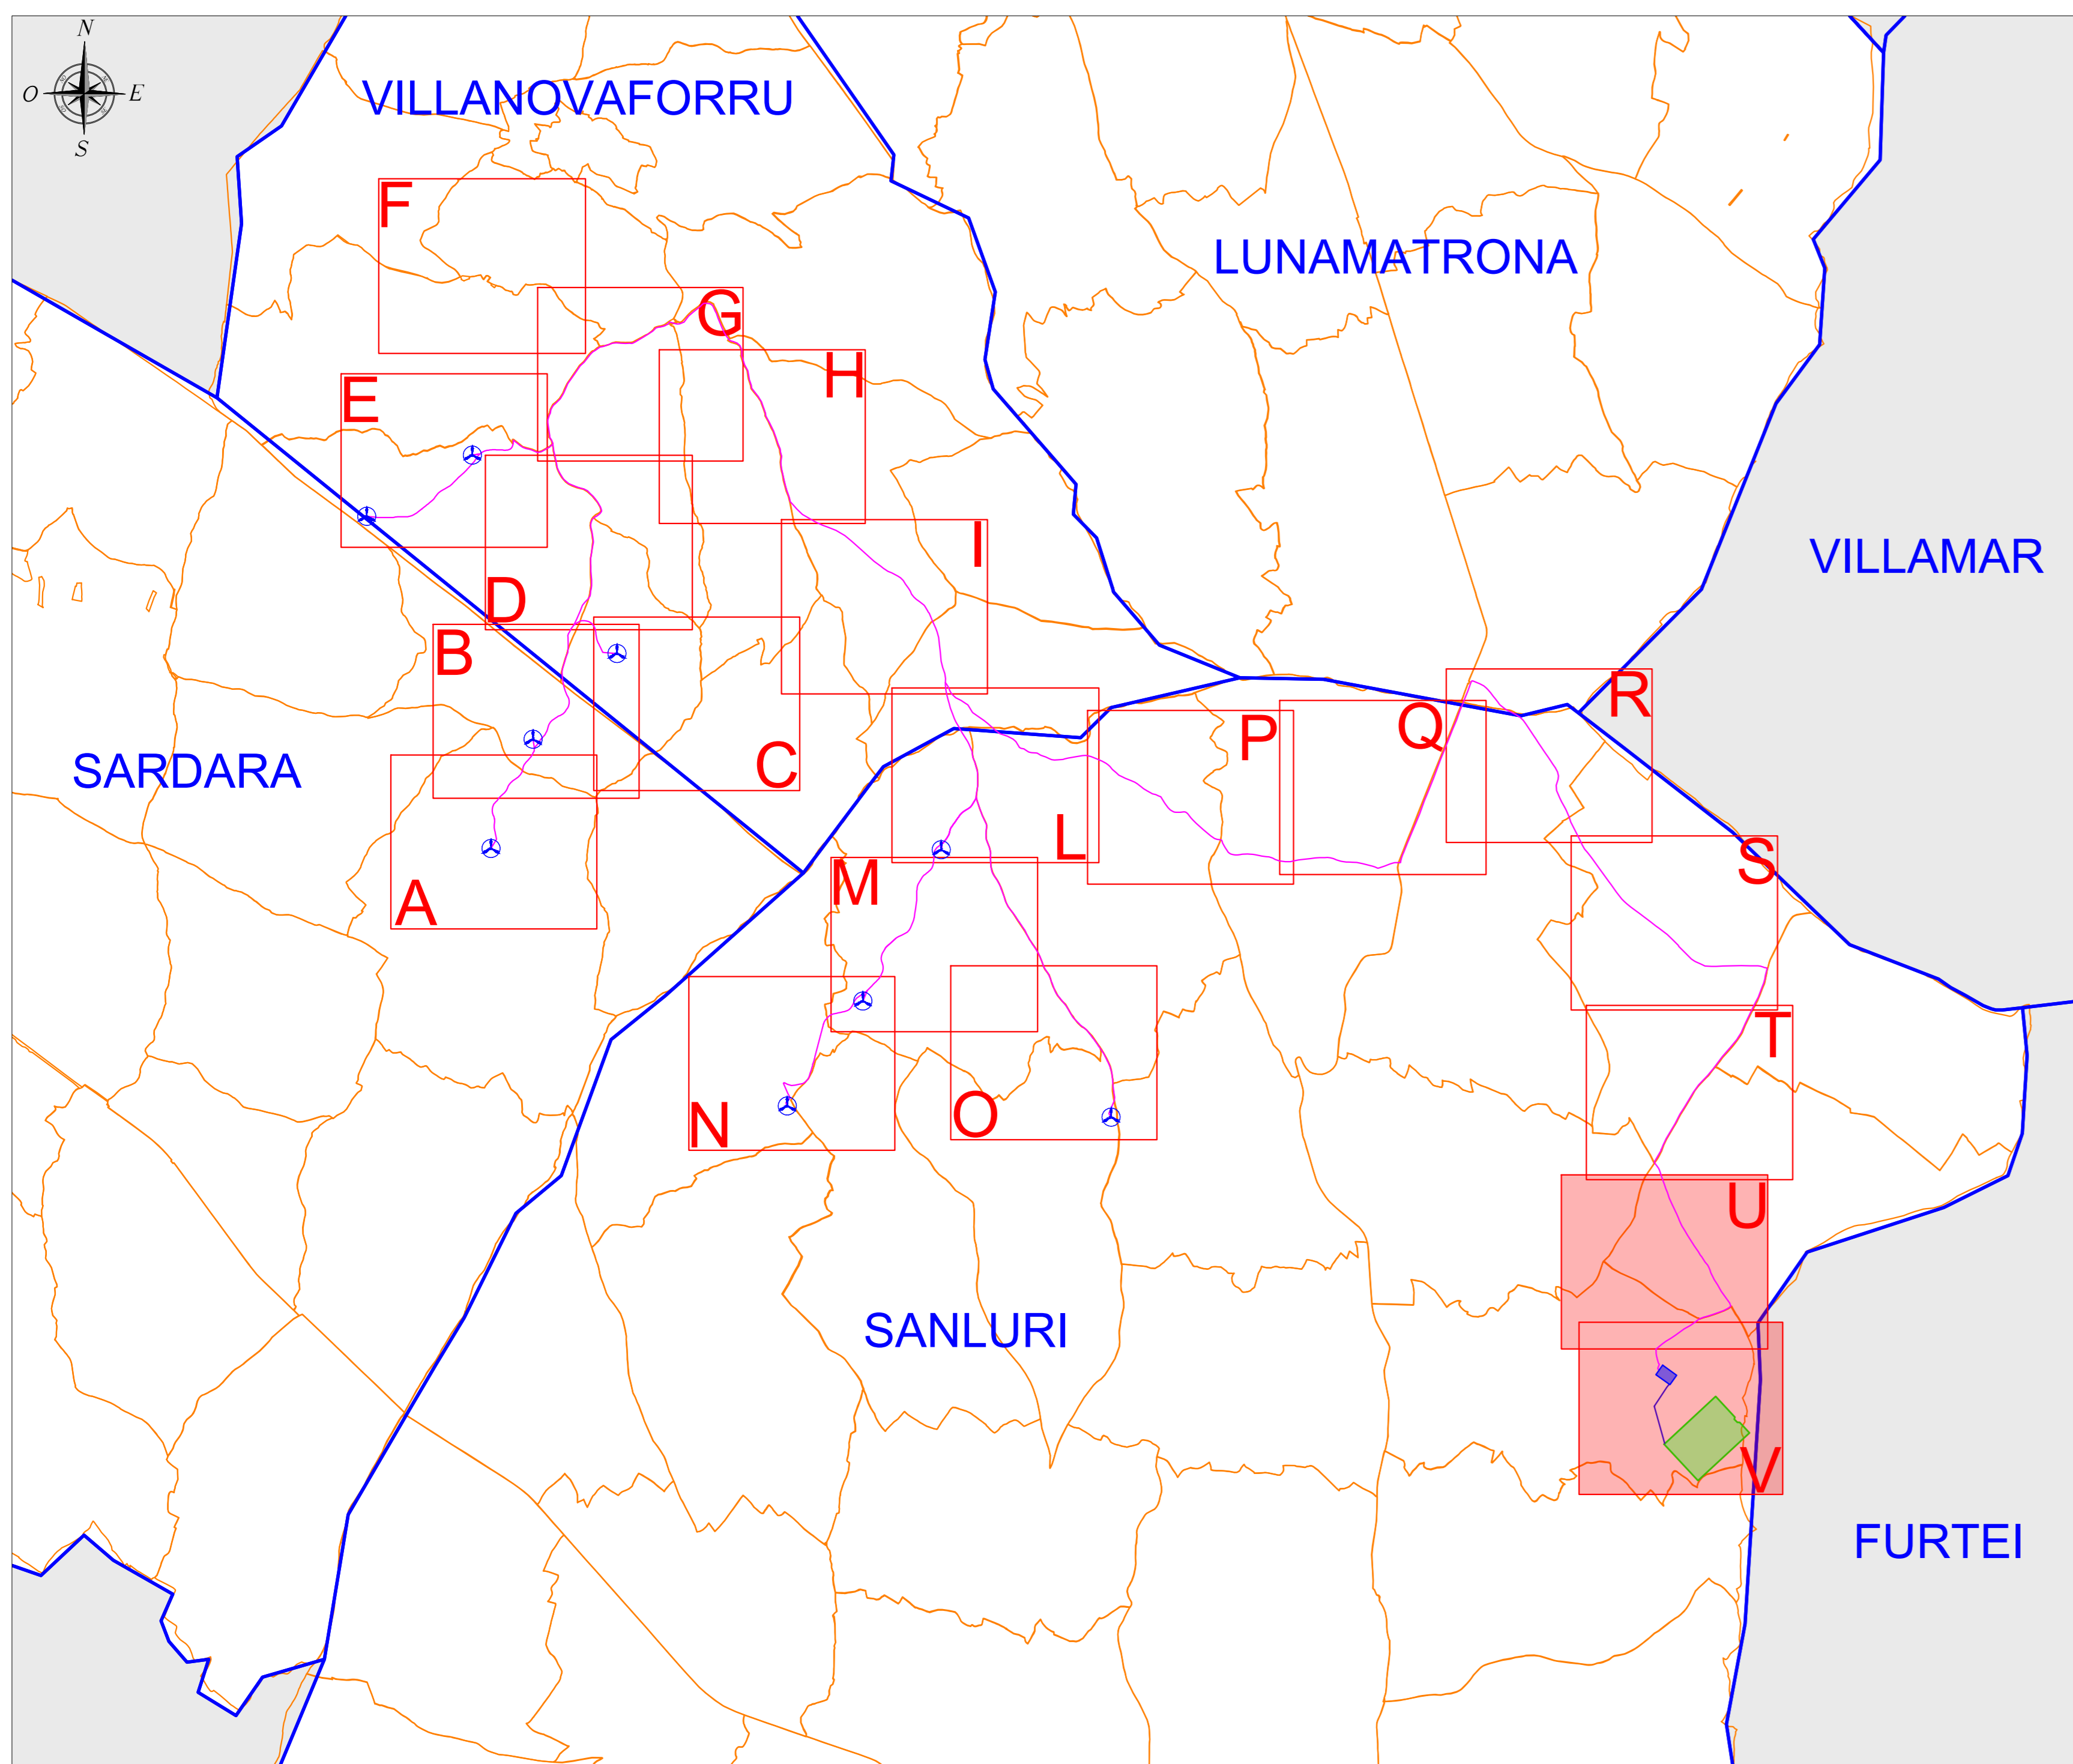 N
O
E
S
VILLANOVAFORRU
LUNAMATRONA
VILLAMAR
SARDARA
SANLURI
FURTEI
F
G
H
E
I
D
B
C
A
R
P
Q
L
M
S
N
O
T
U
V